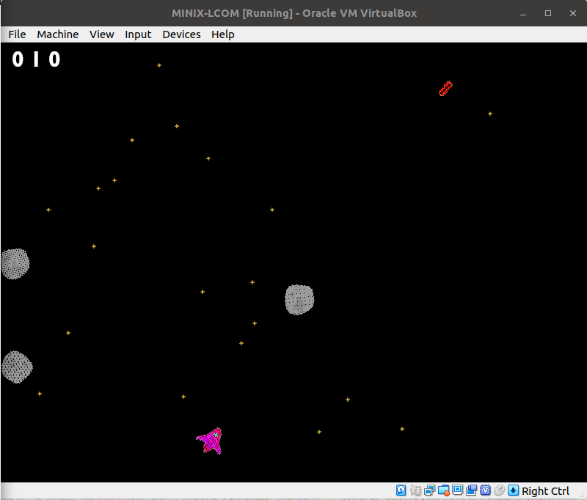 MINIX-LCOM [Running] - Oracle VM VirtualBox
File Machine View Input Devices Help
010
Right Ctrl